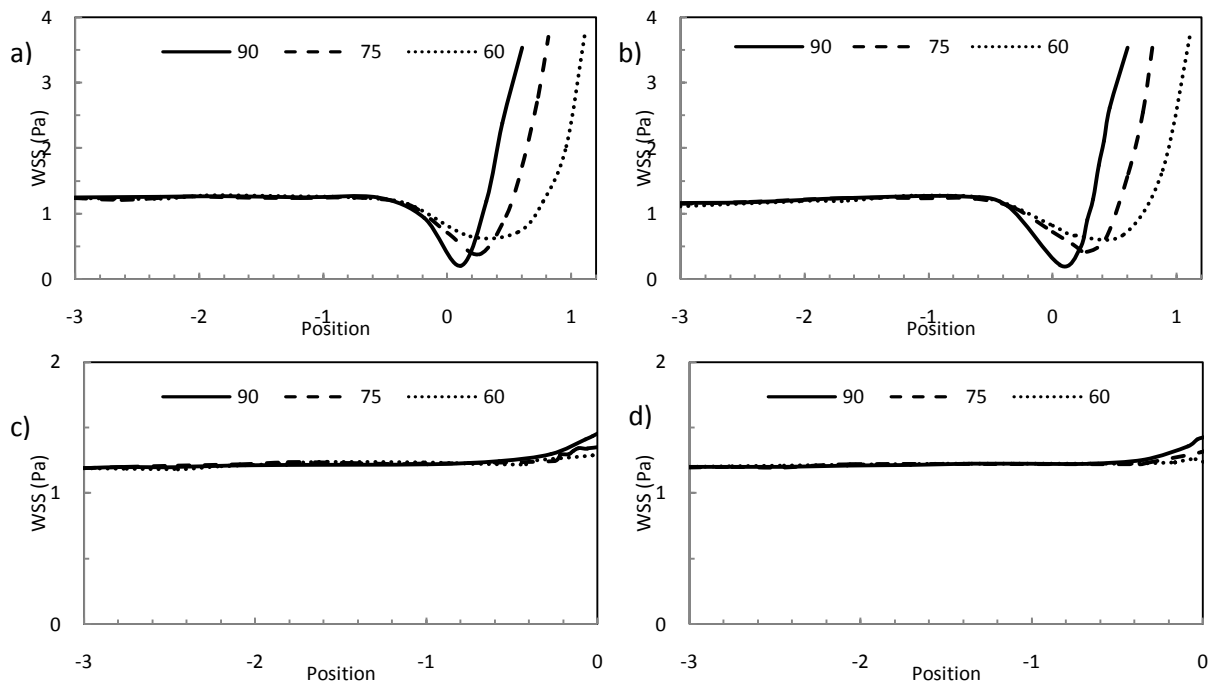 a)
90 75 60
WSS (Pa)
4
3
2
1
0
-3 -2 -1 0 1
Position
b)
90 75 60
WSS (Pa)
4
3
2
1
0
-3 -2 -1 0 1
Position
c)
90 75 60
WSS (Pa)
2
1
0
-3 -2 -1 0
Position
d)
90 75 60
WSS (Pa)
2
1
0
-3 -2 -1 0
Position